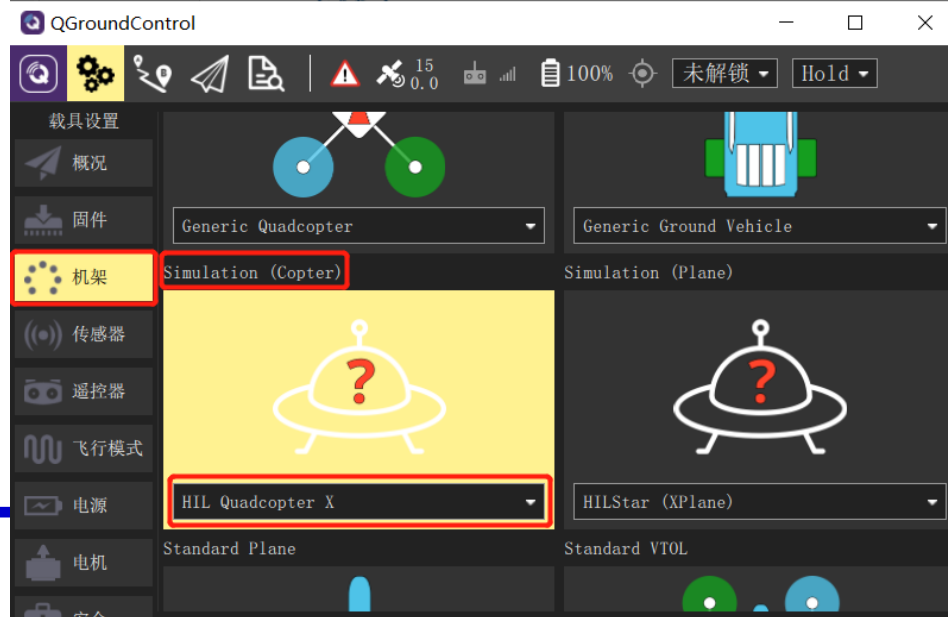 QGroundControl
15
0.0
100%
未解锁
Hold
载具设置
概况
固件
机架
传感器
遥控器
飞行模式
电源
电机
安全
Generic Quadcopter
Generic Ground Vehicle
Simulation (Copter)
Simulation (Plane)
?
?
HIL Quadcopter X
HILStar (XPlane)
Standard Plane
Standard VTOL